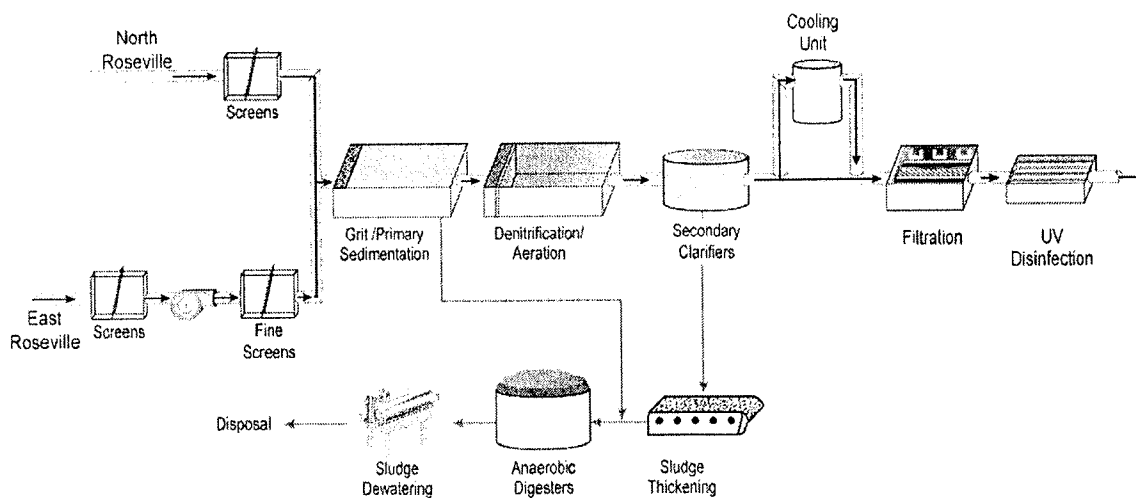 Cooling
Unit
North
Roseville
Screens
Grit /Primary
Sedimentation
Denitrification/
Aeration
Secondary
Clarifiers
Filtration
UV
Disinfection
East
Roseville
Screens
Fine
Screens
Disposal
Sludge
Dewatering
Anaerobic
Digesters
Sludge
Thickening